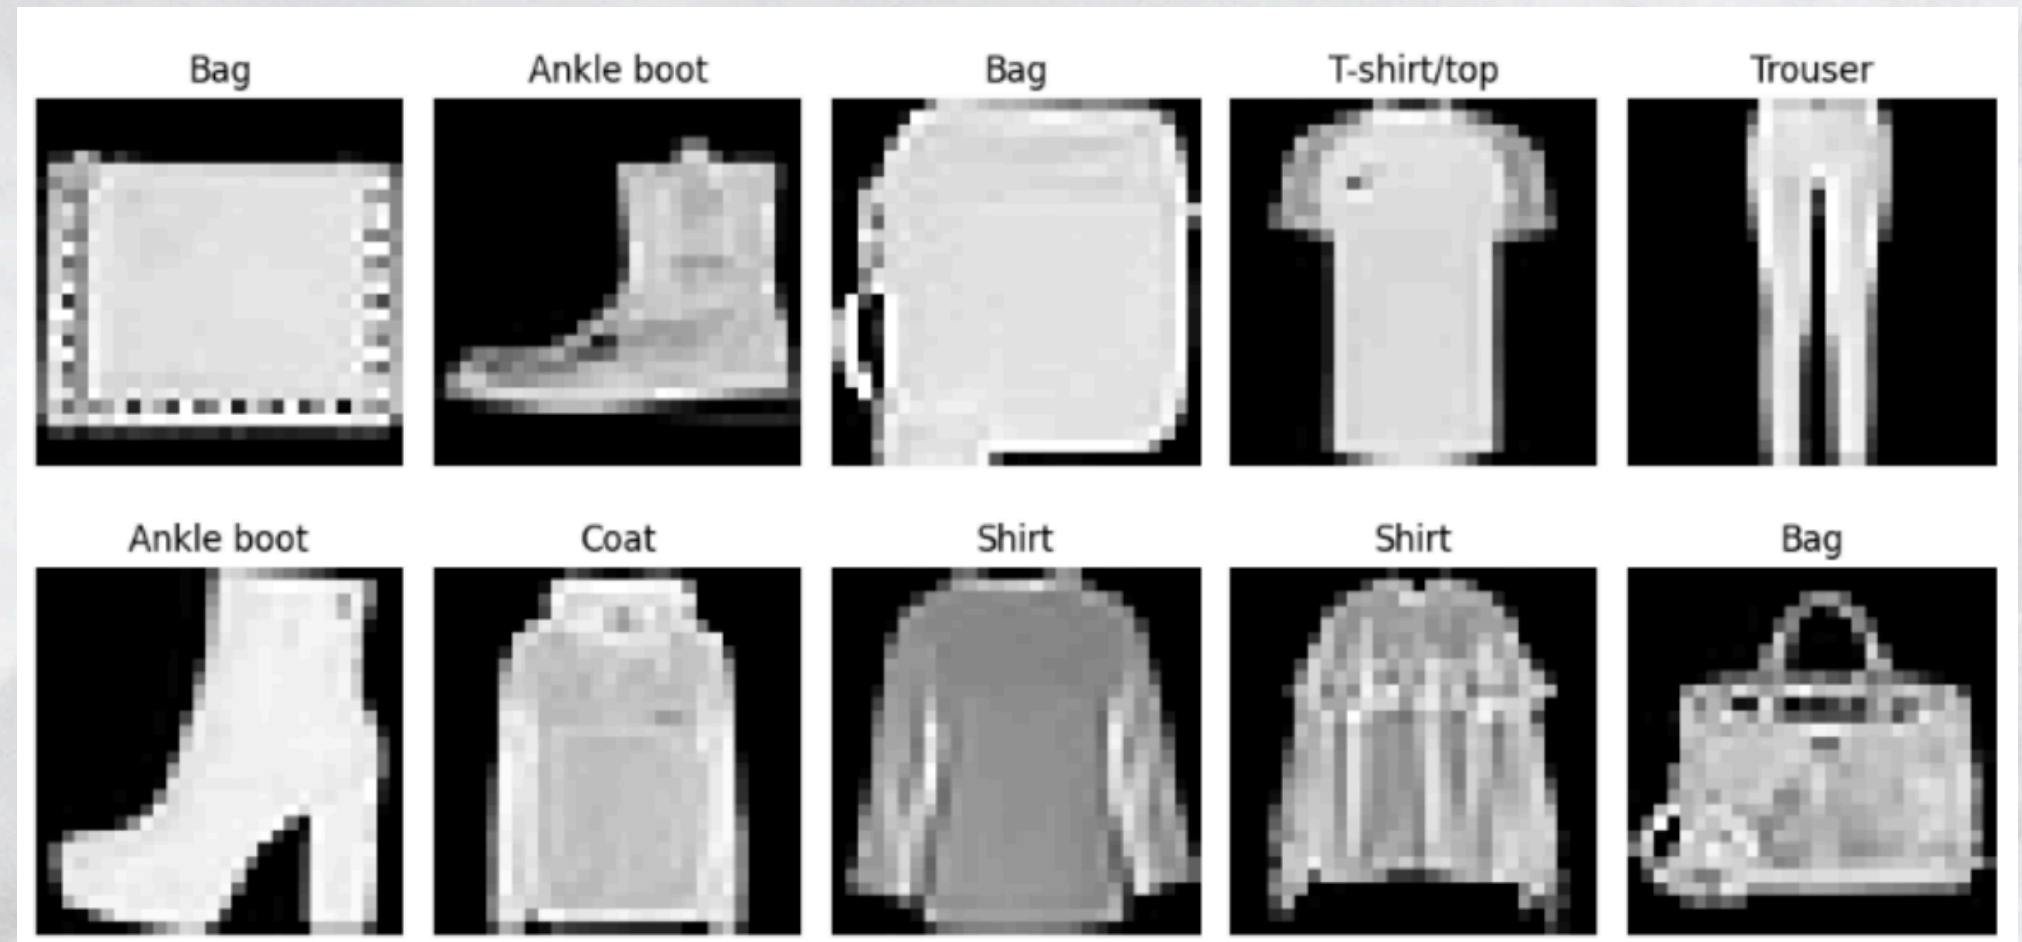 Bag
Ankle boot
Bag
T-shirt/top
Trouser
Ankle boot
Coat
Shirt
Shirt
Bag